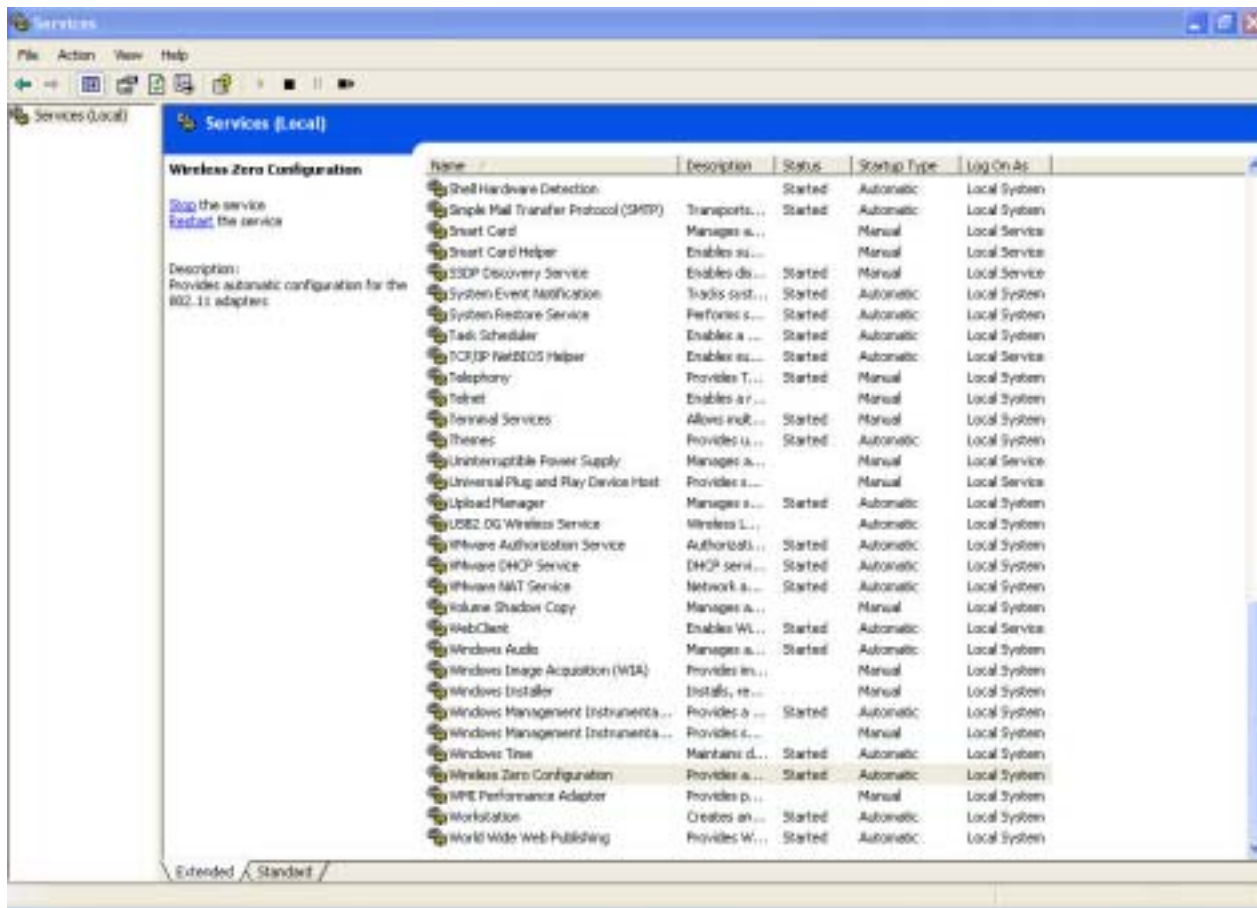 Services
File Action View Help
Services (Local)
Services (Local)
Wireless Zero Configuration
Stop the service
Restart the service
Description:
Provides automatic configuration for the
802.11 adapters
Name Description Status Startup Type Log On As
Shell Hardware Detection Started Automatic Local System
Simple Mail Transfer Protocol (SMTP) Transports... Started Automatic Local System
Smart Card Manages a... Manual Local Service
Smart Card Helper Enables su... Manual Local Service
SSDP Discovery Service Enables dis... Started Manual Local Service
System Event Notification Tracks syst... Started Automatic Local System
System Restore Service Performs s... Started Automatic Local System
Task Scheduler Enables a ... Started Automatic Local System
TCP/IP NetBIOS Helper Enables su... Started Automatic Local Service
Telephony Provides T... Started Manual Local System
Telnet Enables a r... Manual Local System
Terminal Services Allows mult... Started Manual Local System
Themes Provides u... Started Automatic Local System
Uninterruptible Power Supply Manages a... Manual Local Service
Universal Plug and Play Device Host Provides s... Manual Local Service
Upload Manager Manages s... Started Automatic Local System
USB2.0G Wireless Service Wireless L... Automatic Local System
VMware Authorization Service Authorizati... Started Automatic Local System
VMware DHCP Service DHCP servi... Started Automatic Local System
VMware NAT Service Network a... Started Automatic Local System
Volume Shadow Copy Manages a... Manual Local System
WebClient Enables Wi... Started Automatic Local Service
Windows Audio Manages a... Started Automatic Local System
Windows Image Acquisition (WIA) Provides im... Manual Local System
Windows Installer Installs, re... Manual Local System
Windows Management Instrumenta... Provides a ... Started Automatic Local System
Windows Management Instrumenta... Provides s... Manual Local System
Windows Time Maintains d... Started Automatic Local System
Wireless Zero Configuration Provides a... Started Automatic Local System
WMI Performance Adapter Provides p... Manual Local System
Workstation Creates an... Started Automatic Local System
World Wide Web Publishing Provides W... Started Automatic Local System
Extended Standard